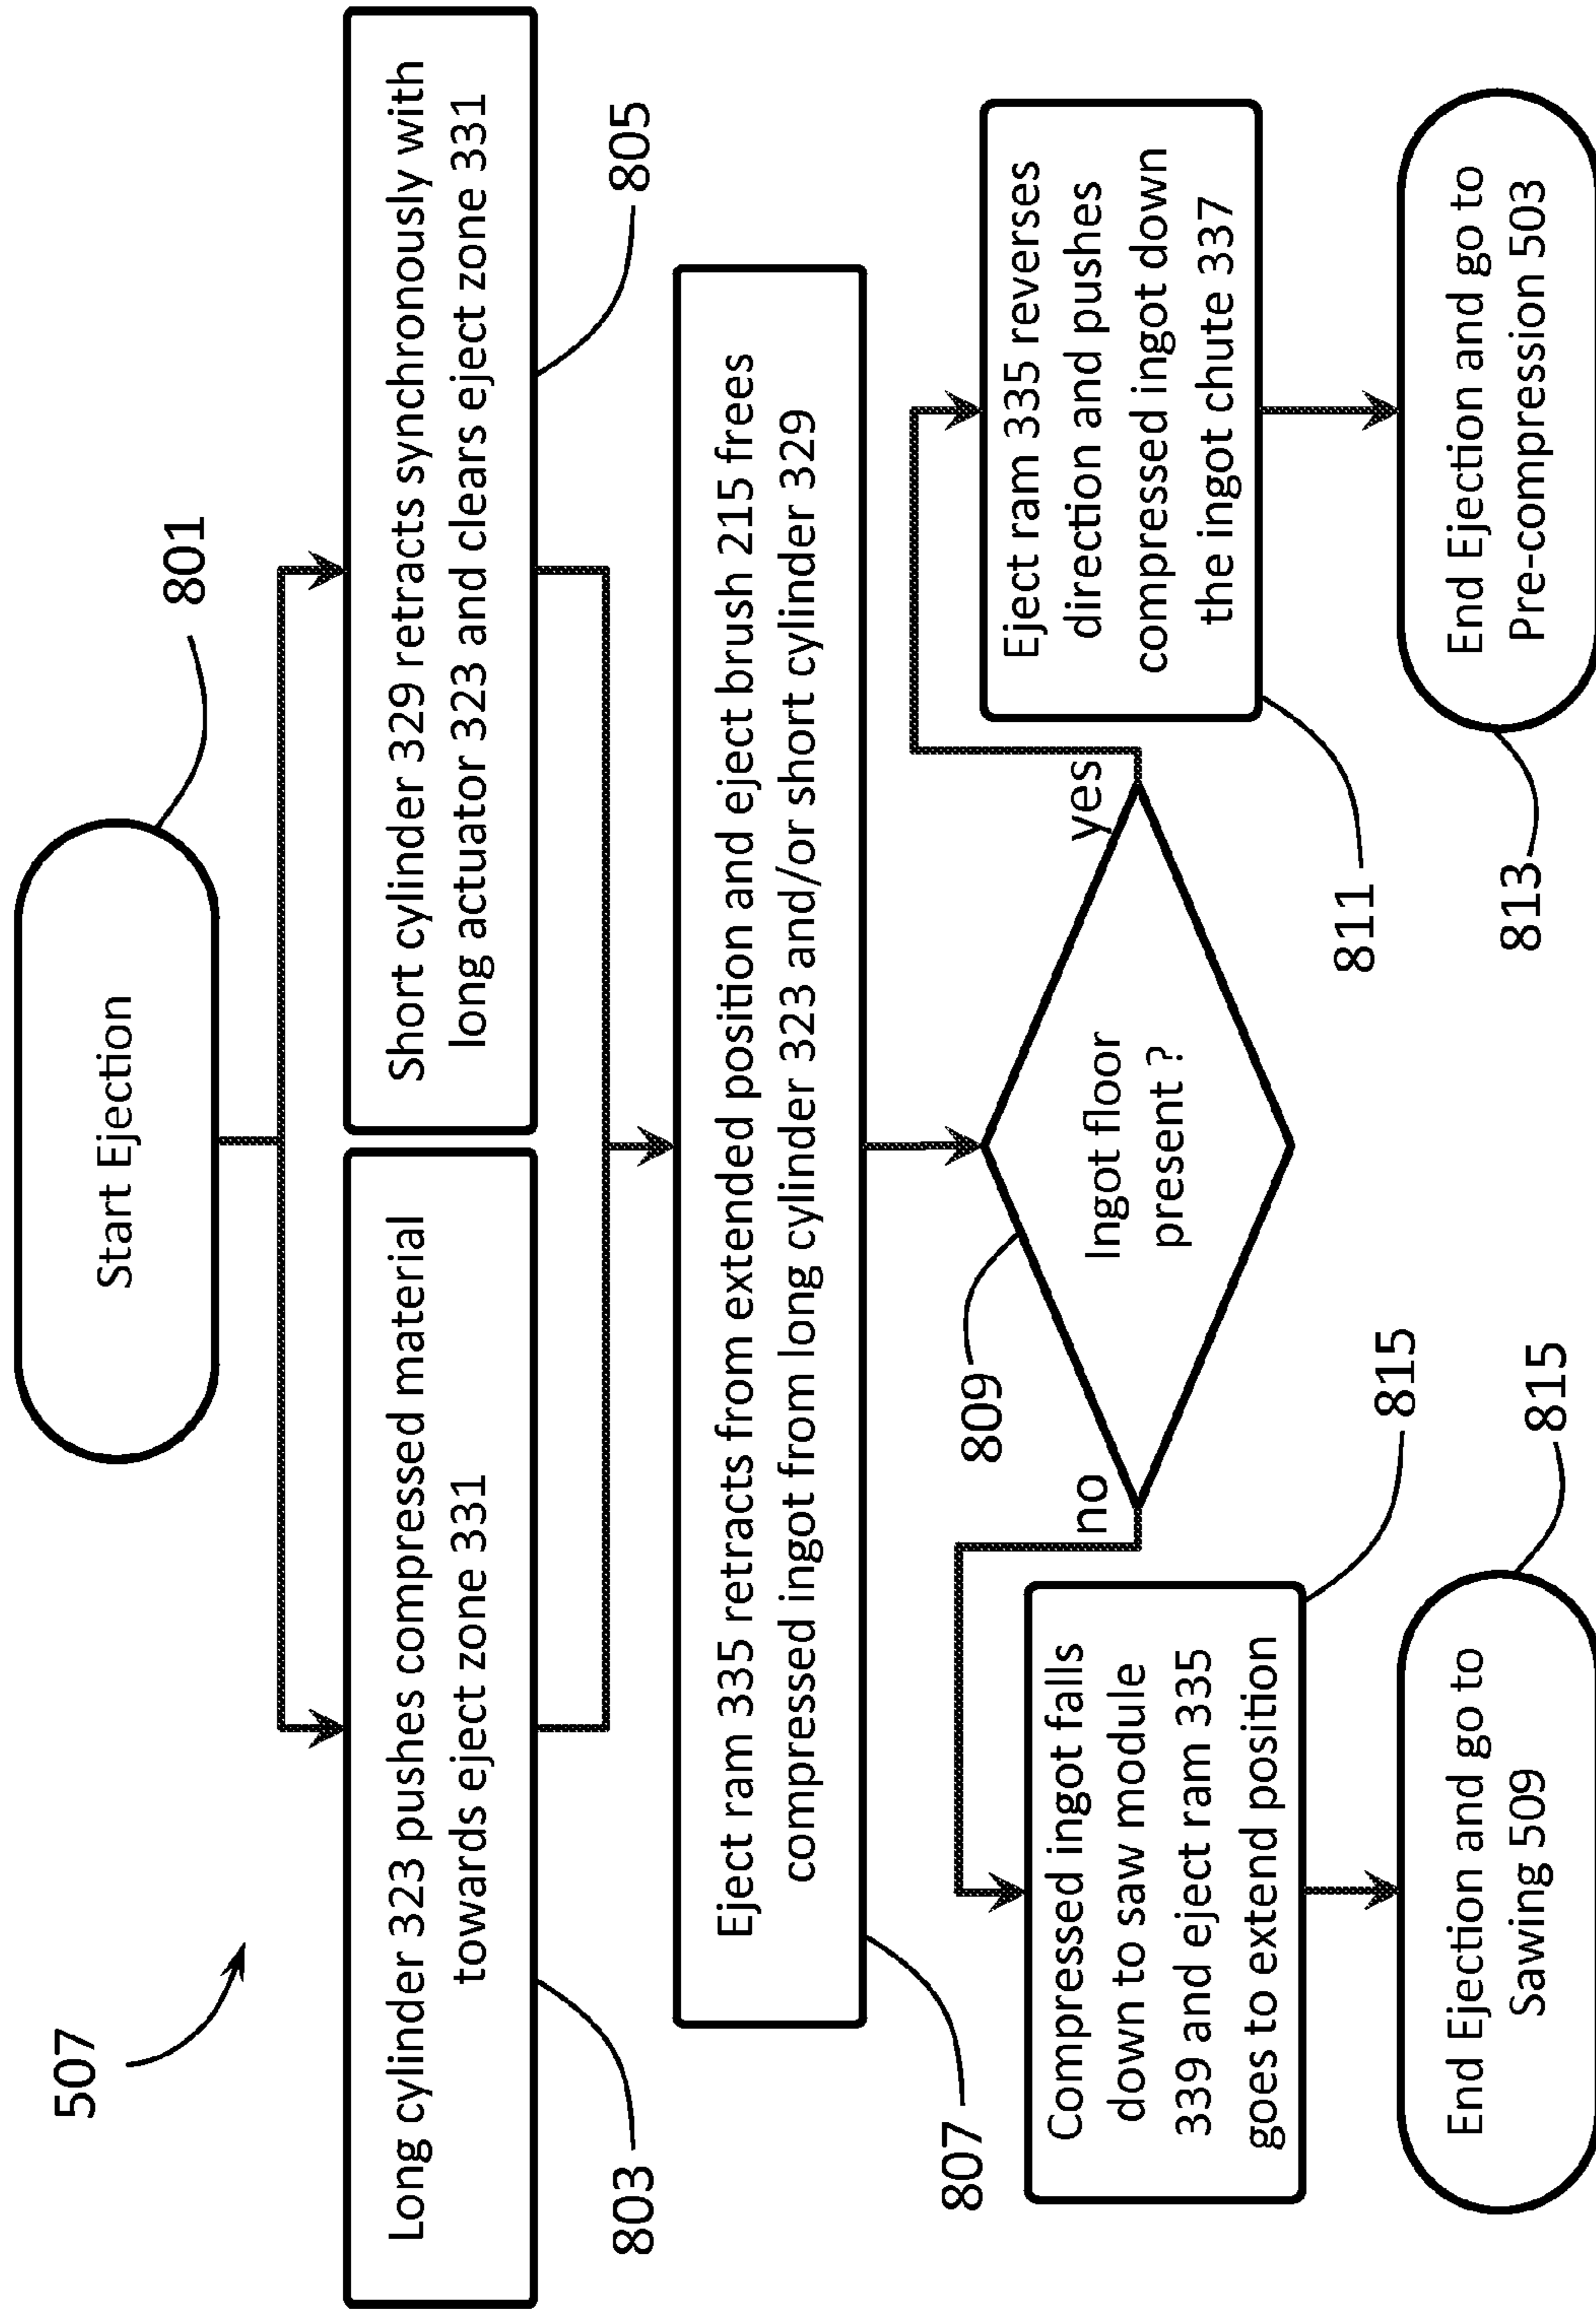 507
Start Ejection
801
Long cylinder 323 pushes compressed material
towards eject zone 331
803
Short cylinder 329 retracts synchronously with
long actuator 323 and clears eject zone 331
805
Eject ram 335 retracts from extended position and eject brush 215 frees
compressed ingot from long cylinder 323 and/or short cylinder 329
807
Ingot floor
present ?
809
no
yes
Compressed ingot falls
down to saw module
339 and eject ram 335
goes to extend position
815
Eject ram 335 reverses
direction and pushes
compressed ingot down
the ingot chute 337
811
End Ejection and go to
Sawing 509
815
End Ejection and go to
Pre-compression 503
813